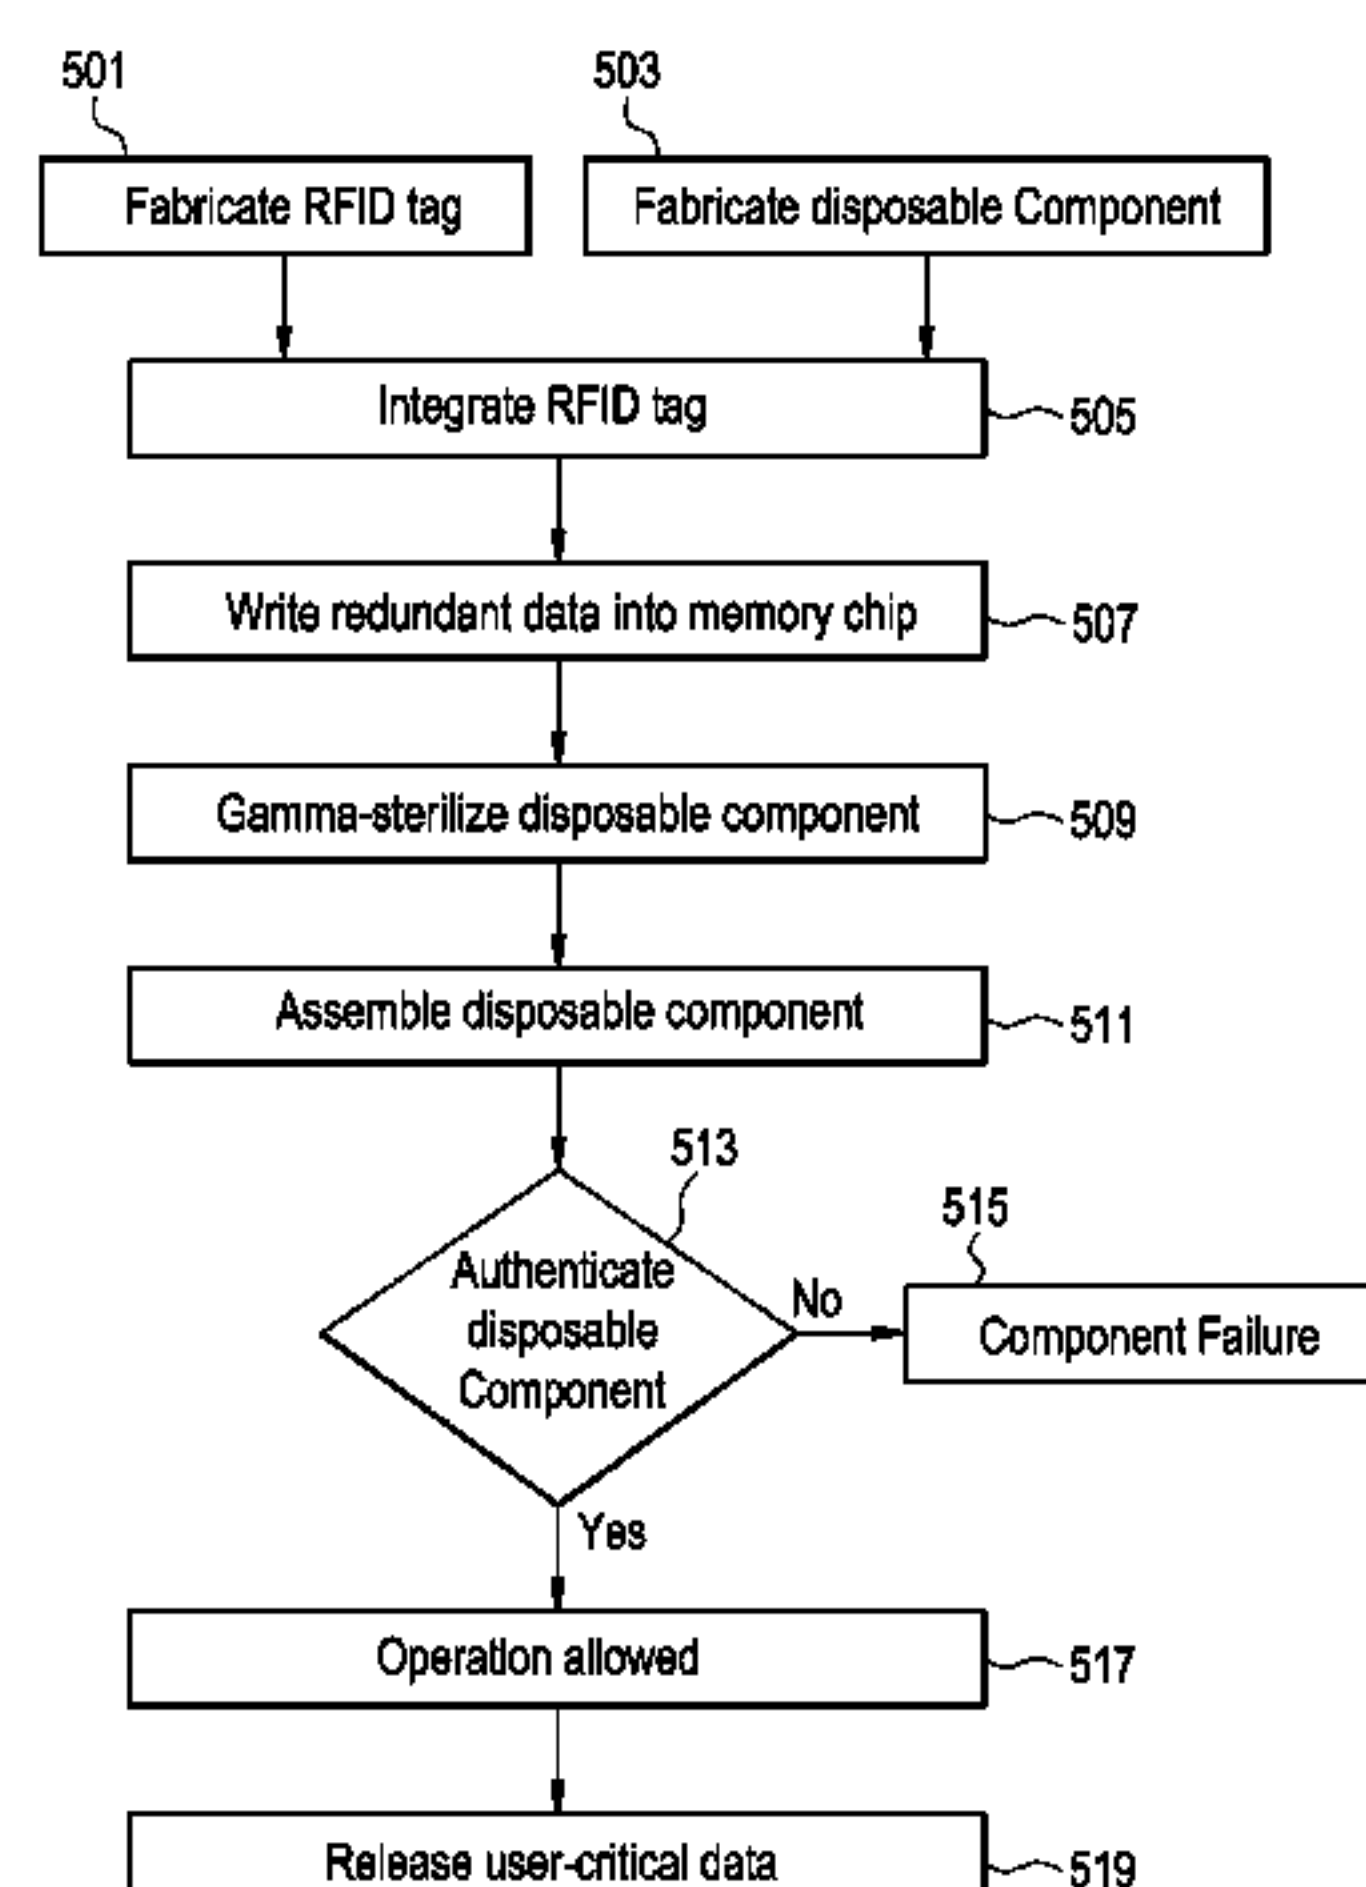 501
503
Fabricate RFID tag
Fabricate disposable Component
Integrate RFID tag
505
Write redundant data into memory chip
507
Gamma-sterilize disposable component
509
Assemble disposable component
511
513
Authenticate
disposable
Component
No
515
Component Failure
Yes
Operation allowed
517
Release user-critical data
519